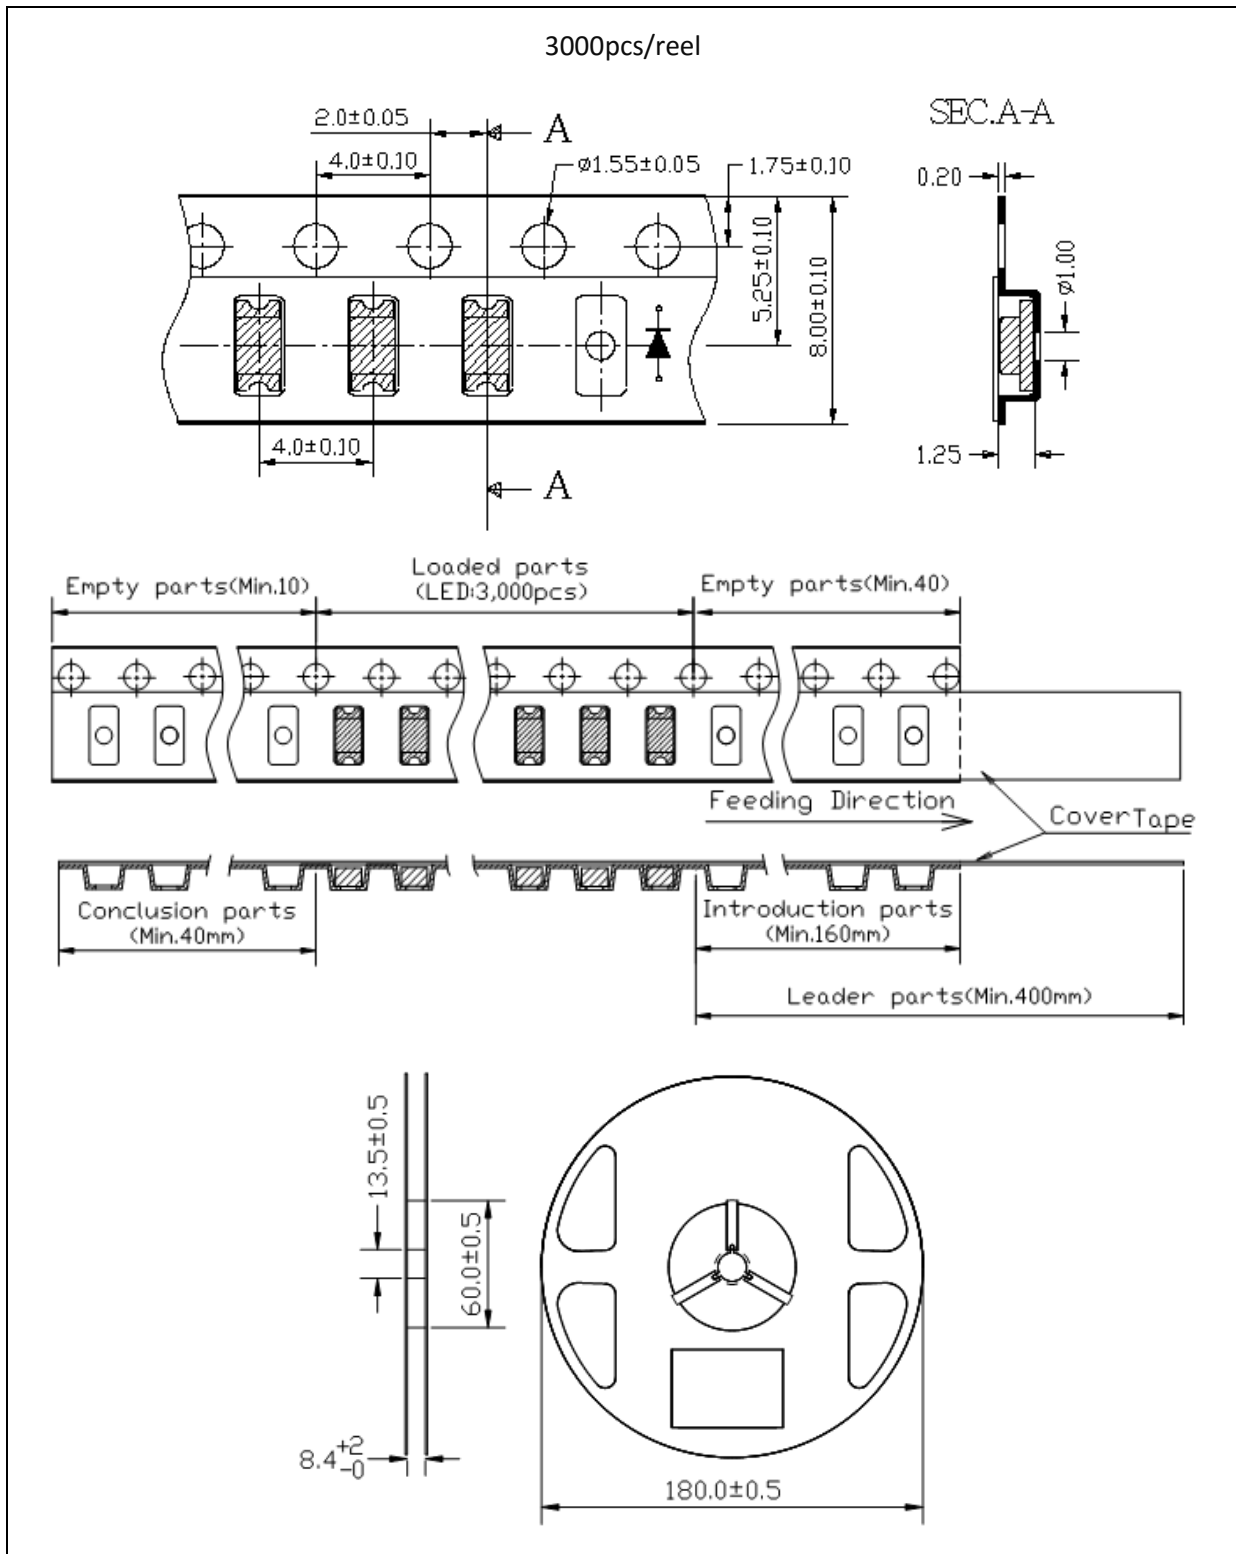 3000pcs/reel
2.0±0.05
A
SEC.A-A
4.0±0.10
ø1.55±0.05
1.75±0.10
0.20
5.25±0.10
8.00±0.10
ø1.00
4.0±0.10
1.25
A
Empty parts(Min.10)
Loaded parts
(LED:3,000pcs)
Empty parts(Min.40)
Feeding Direction
CoverTape
Conclusion parts
(Min.40mm)
Introduction parts
(Min.160mm)
Leader parts(Min.400mm)
13.5±0.5
60.0±0.5
8.4+2-0
180.0±0.5